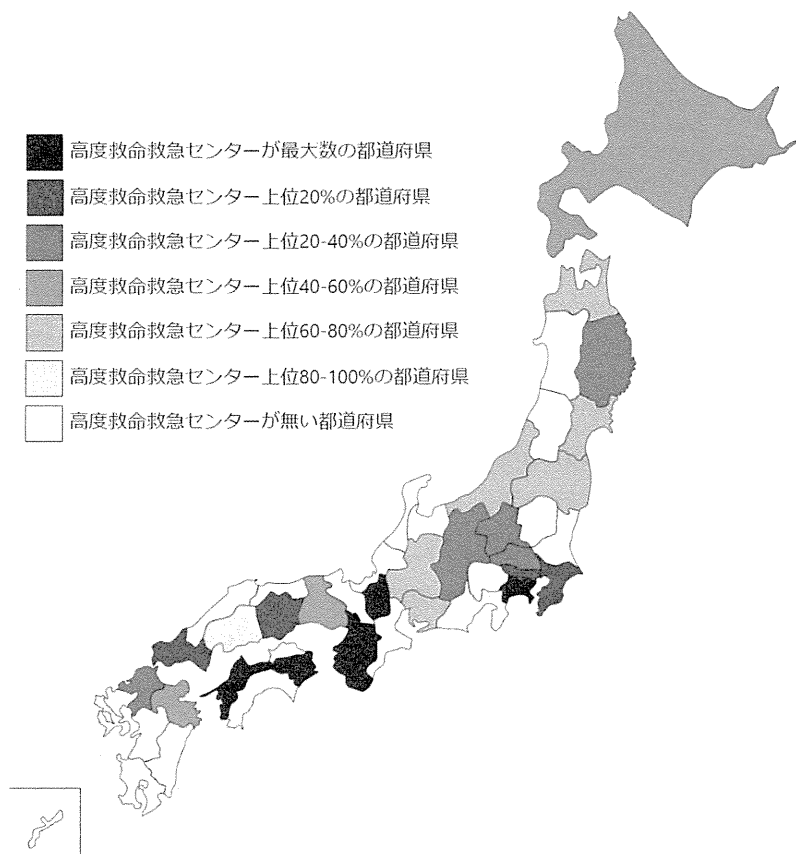 高度救命救急センターが最大数の都道府県
高度救命救急センター上位20%の都道府県
高度救命救急センター上位20-40%の都道府県
高度救命救急センター上位40-60%の都道府県
高度救命救急センター上位60-80%の都道府県
高度救命救急センター上位80-100%の都道府県
高度救命救急センターが無い都道府県